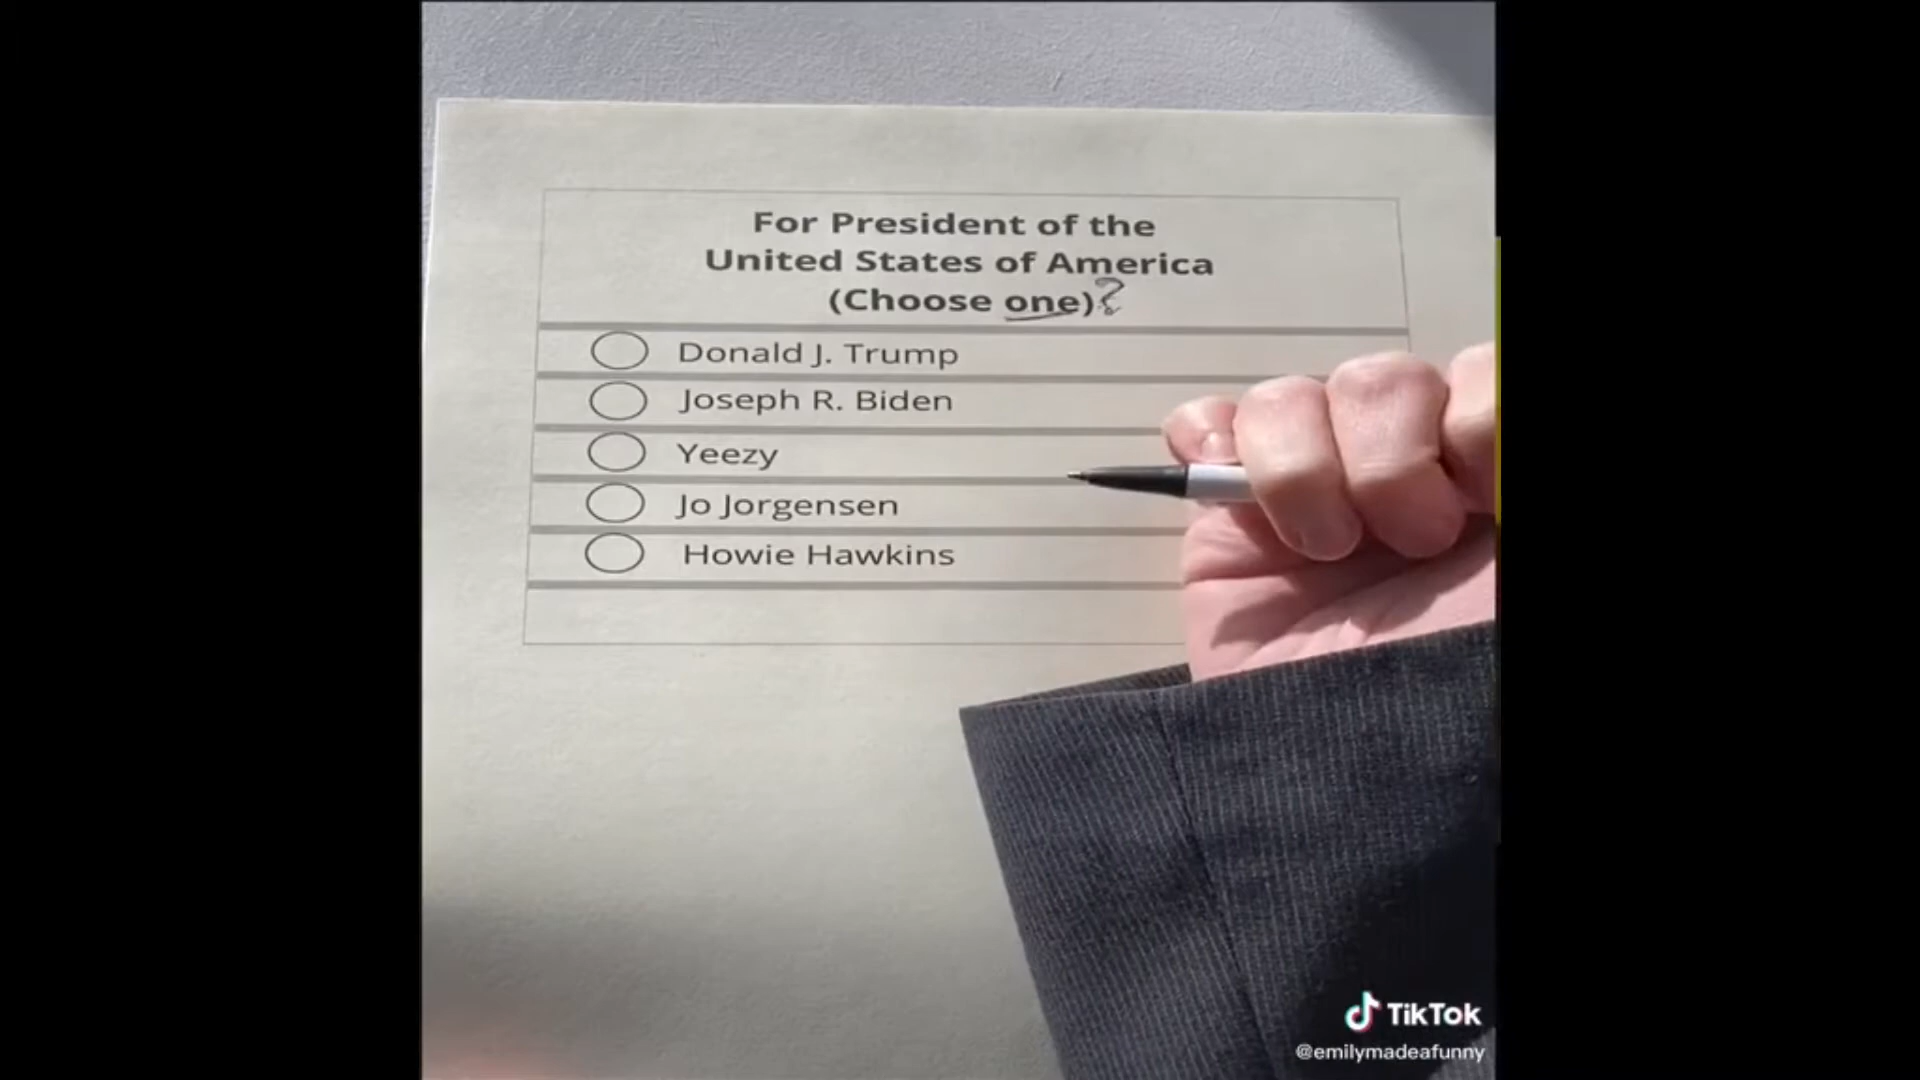 For President of the
United States of America
(Choose one)?
Donald J. Trump
Joseph R. Biden
Yeezy
Jo Jorgensen
Howie Hawkins
TikTok
@emilymadeafunny